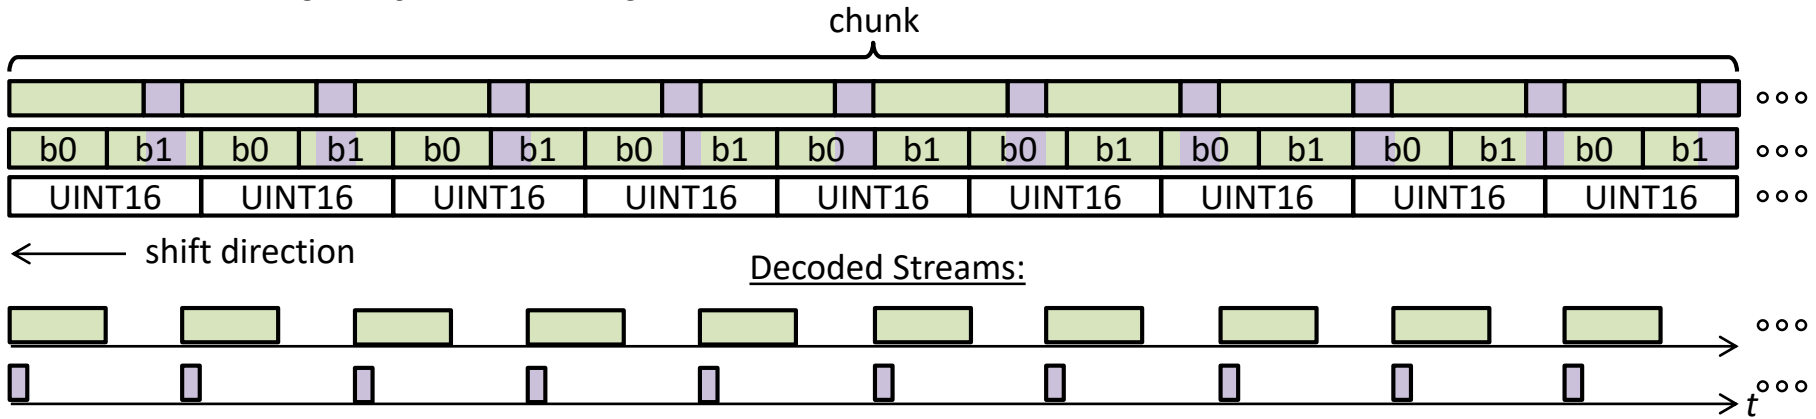 chunk
b0 b1 b0 b1 b0 b1 b0 b1 b0 b1 b0 b1 b0 b1 b0 b1 b0 b1
UINT16 UINT16 UINT16 UINT16 UINT16 UINT16 UINT16 UINT16 UINT16
shift direction
Decoded Streams:
t